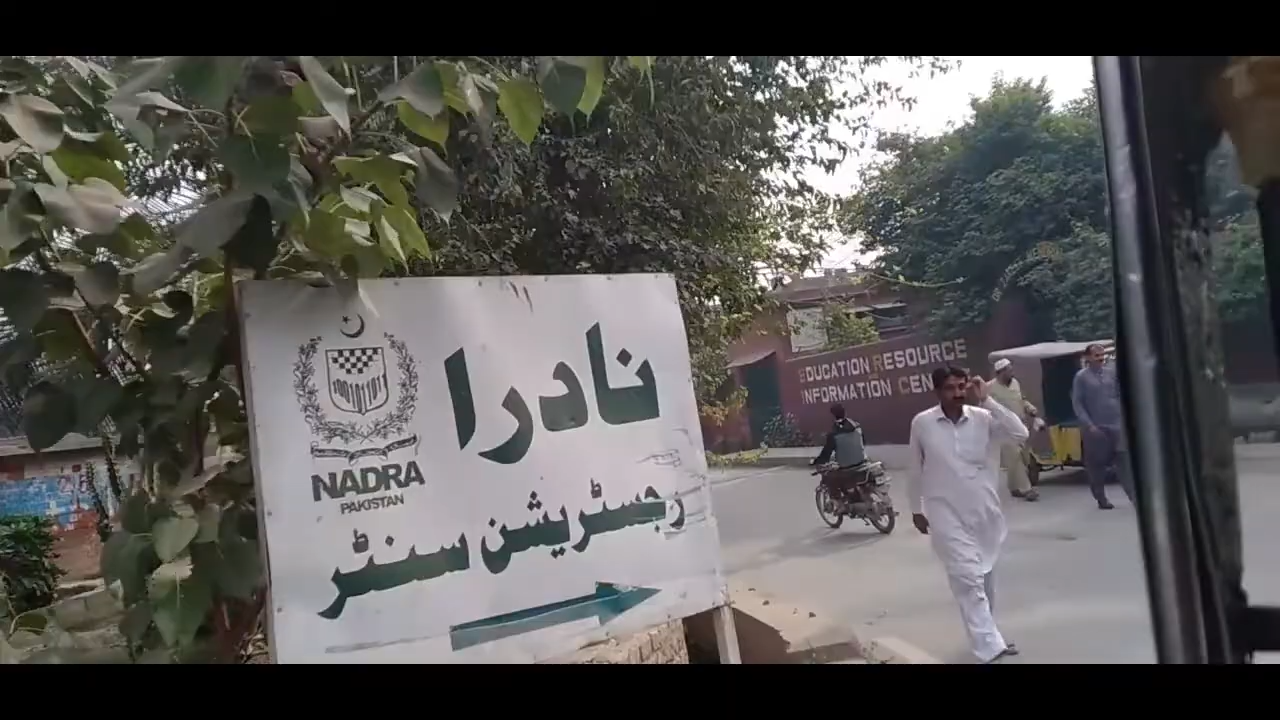 نادرا
NADRA
PAKISTAN
رجسٹریشن سنٹر
EDUCATION RESOURCE
INFORMATION CEN